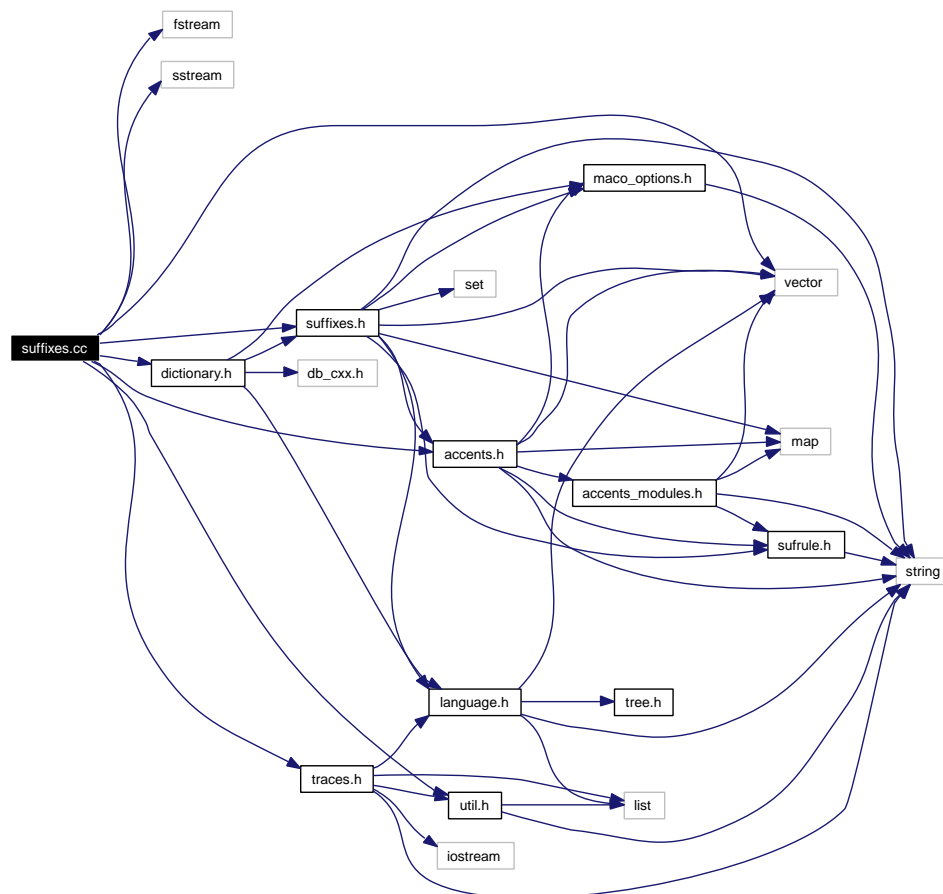 fstream
sstream
maco_options.h
set
vector
suffixes.h
suffixes.cc
dictionary.h
db_cxx.h
map
accents.h
accents_modules.h
sufrule.h
string
language.h
tree.h
traces.h
util.h
list
iostream